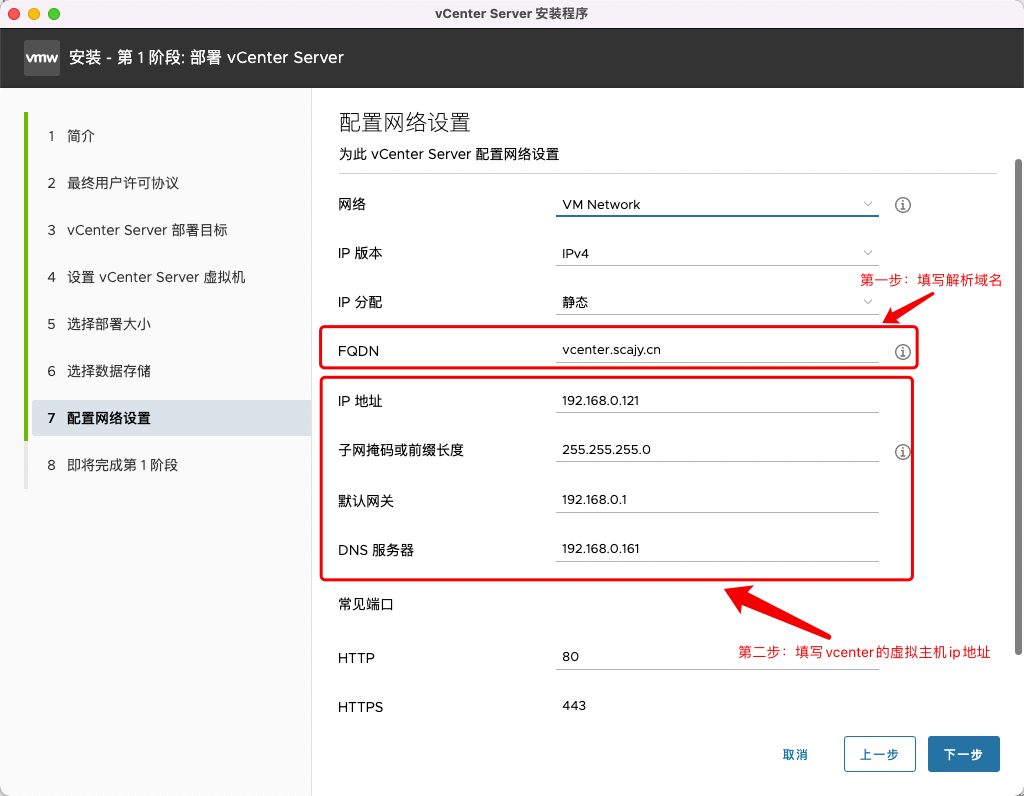 vCenter Server 安装程序
vmw 安装 - 第 1 阶段: 部署 vCenter Server
1 简介
2 最终用户许可协议
3 vCenter Server 部署目标
4 设置 vCenter Server 虚拟机
5 选择部署大小
6 选择数据存储
7 配置网络设置
8 即将完成第 1 阶段
配置网络设置
为此 vCenter Server 配置网络设置
网络 VM Network
IP 版本 IPv4
第一步：填写解析域名
IP 分配 静态
FQDN vcenter.scajy.cn
IP 地址 192.168.0.121
子网掩码或前缀长度 255.255.255.0
默认网关 192.168.0.1
DNS 服务器 192.168.0.161
常见端口
第二步：填写vcenter的虚拟主机ip地址
HTTP 80
HTTPS 443
取消 上一步 下一步